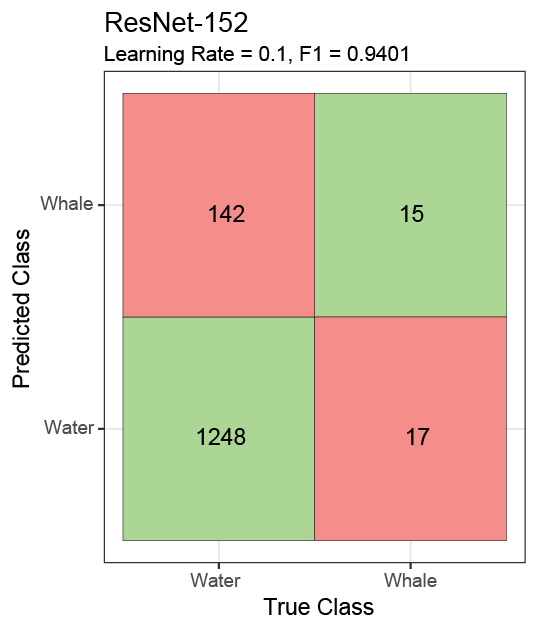 ResNet-152
Learning Rate = 0.1, F1 = 0.9401
Predicted Class
Whale
142
15
Water
1248
17
Water
Whale
True Class